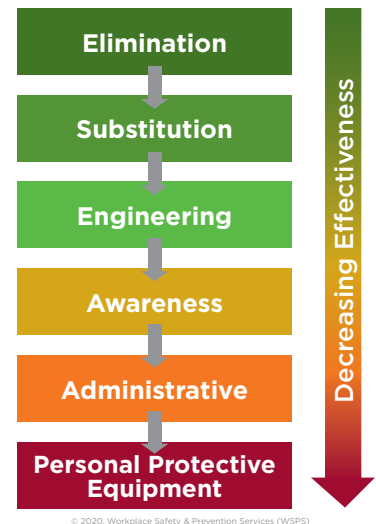 Elimination
Substitution
Engineering
Awareness
Administrative
Personal Protective
Equipment
Decreasing Effectiveness
© 2020, Workplace Safety & Prevention Services (WSPS)